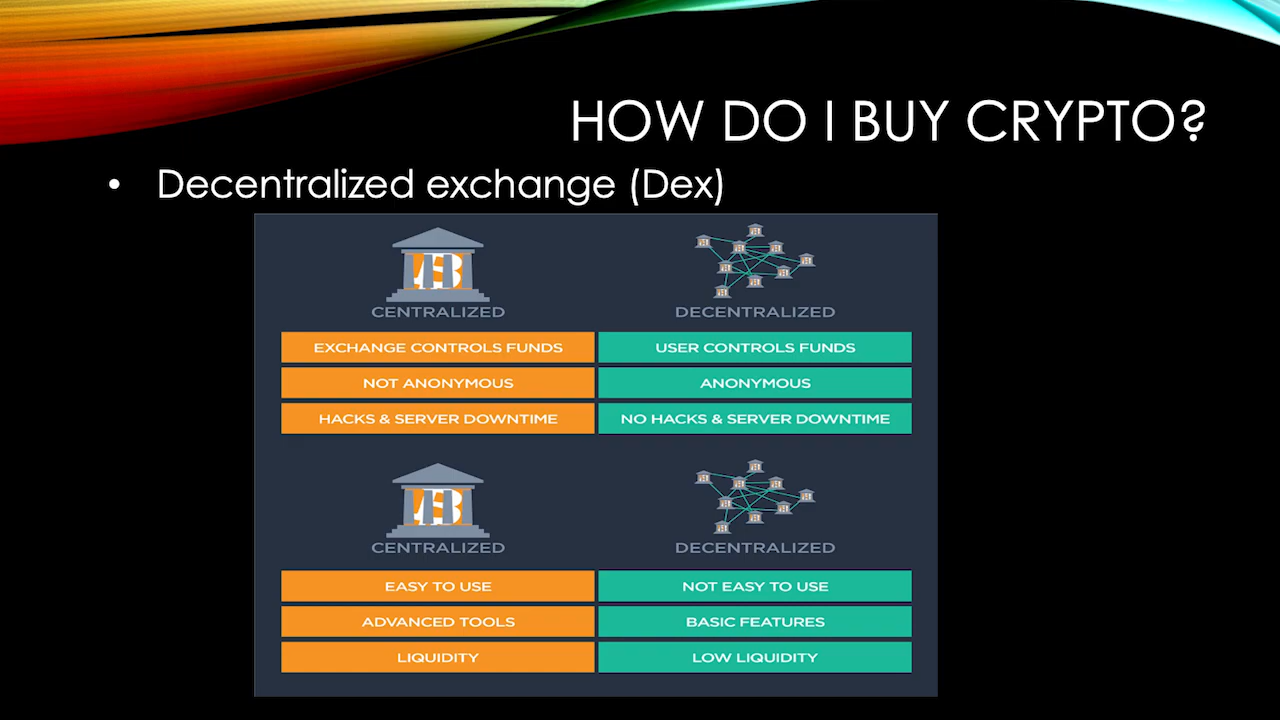 HOW DO I BUY CRYPTO?
• Decentralized exchange (Dex)
CENTRALIZED DECENTRALIZED
EXCHANGE CONTROLS FUNDS USER CONTROLS FUNDS
NOT ANONYMOUS ANONYMOUS
HACKS & SERVER DOWNTIME NO HACKS & SERVER DOWNTIME
CENTRALIZED DECENTRALIZED
EASY TO USE NOT EASY TO USE
ADVANCED TOOLS BASIC FEATURES
LIQUIDITY LOW LIQUIDITY